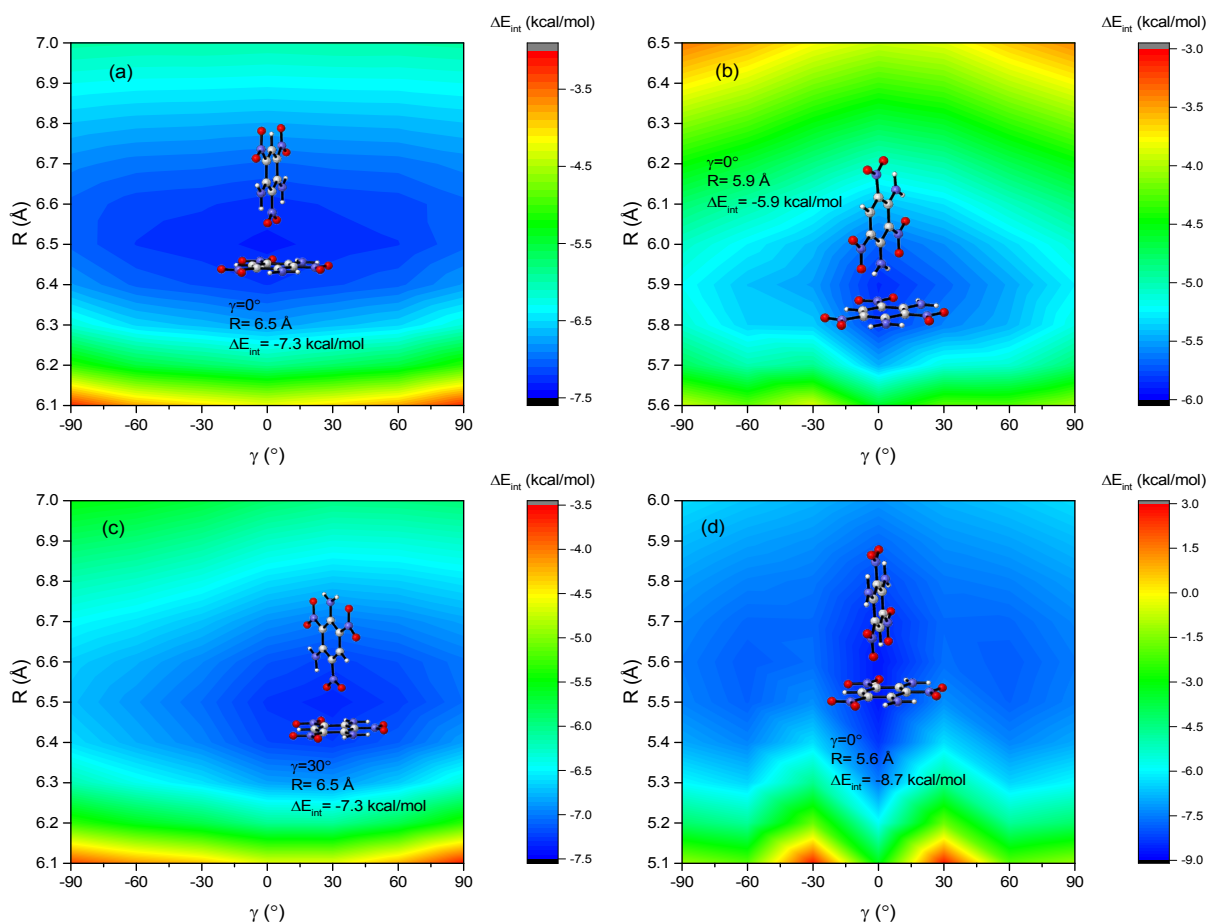 ΔE_int (kcal/mol)
(a)
7.0
6.9
6.8
6.7
6.6
6.5
6.4
6.3
6.2
6.1
R (Å)
γ=0°
R= 6.5 Å
ΔE_int= -7.3 kcal/mol
-90 -60 -30 0 30 60 90
γ (°)
-3.5
-4.5
-5.5
-6.5
-7.5
ΔE_int (kcal/mol)
(b)
6.5
6.4
6.3
6.2
6.1
6.0
5.9
5.8
5.7
5.6
R (Å)
γ=0°
R= 5.9 Å
ΔE_int= -5.9 kcal/mol
-90 -60 -30 0 30 60 90
γ (°)
-3.0
-3.5
-4.0
-4.5
-5.0
-5.5
-6.0
ΔE_int (kcal/mol)
(c)
7.0
6.9
6.8
6.7
6.6
6.5
6.4
6.3
6.2
6.1
R (Å)
γ=30°
R= 6.5 Å
ΔE_int= -7.3 kcal/mol
-90 -60 -30 0 30 60 90
γ (°)
-3.5
-4.0
-4.5
-5.0
-5.5
-6.0
-6.5
-7.0
-7.5
ΔE_int (kcal/mol)
(d)
6.0
5.9
5.8
5.7
5.6
5.5
5.4
5.3
5.2
5.1
R (Å)
γ=0°
R= 5.6 Å
ΔE_int= -8.7 kcal/mol
-90 -60 -30 0 30 60 90
γ (°)
3.0
1.5
0.0
-1.5
-3.0
-4.5
-6.0
-7.5
-9.0